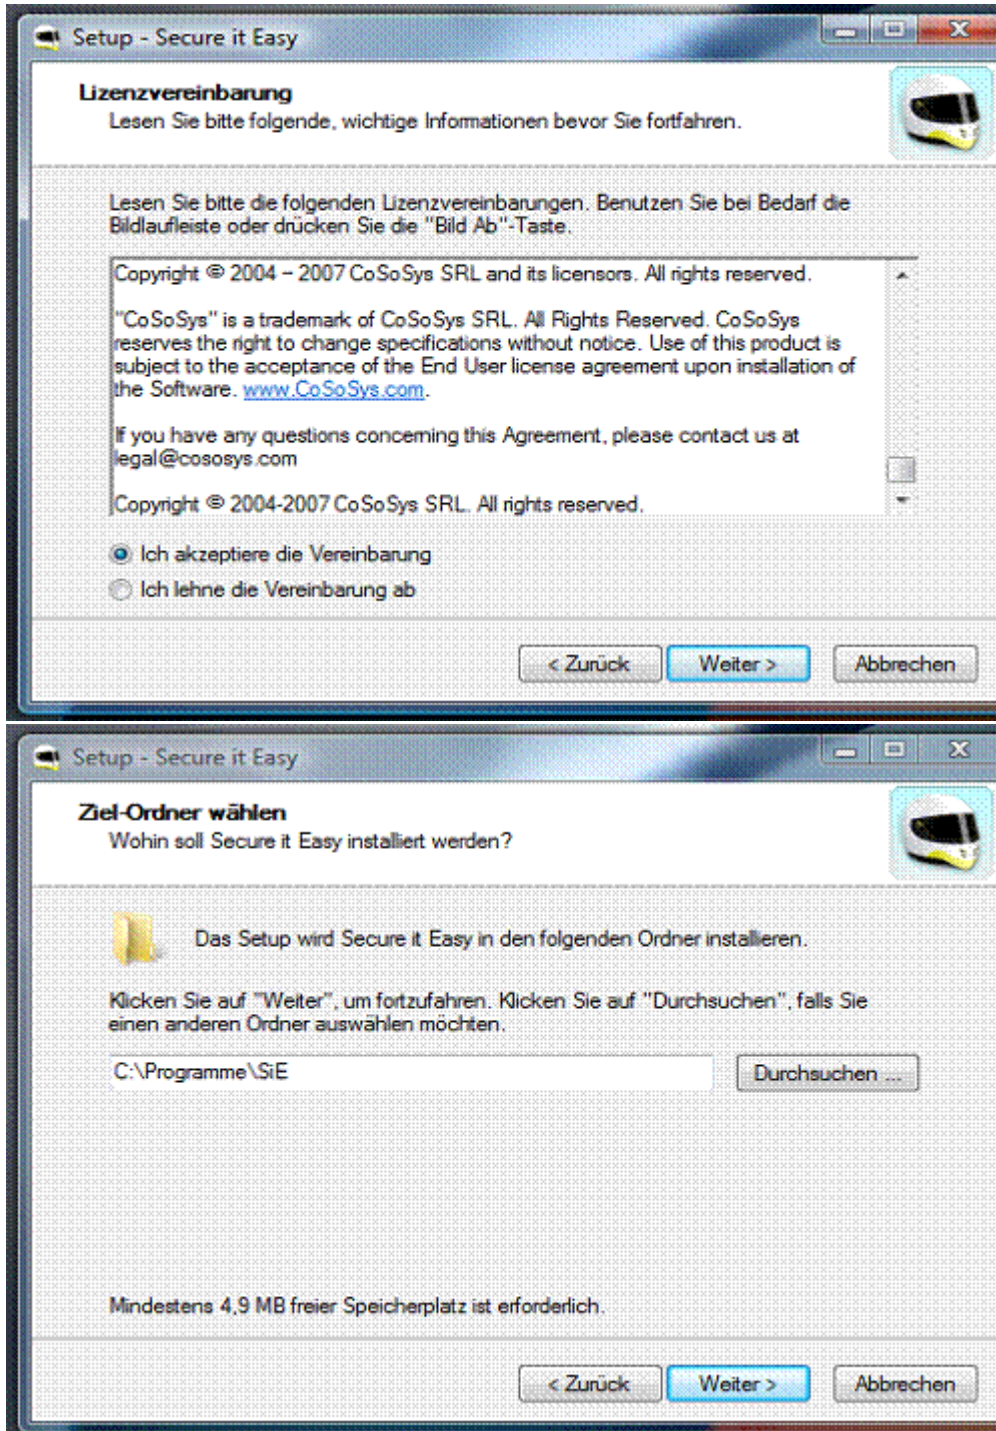 Setup - Secure it Easy
Lizenzvereinbarung
Lesen Sie bitte folgende, wichtige Informationen bevor Sie fortfahren.
Lesen Sie bitte die folgenden Lizenzvereinbarungen. Benutzen Sie bei Bedarf die
Bildlaufleiste oder drücken Sie die "Bild Ab"-Taste.
Copyright © 2004 – 2007 CoSoSys SRL and its licensors. All rights reserved.
"CoSoSys" is a trademark of CoSoSys SRL. All Rights Reserved. CoSoSys
reserves the right to change specifications without notice. Use of this product is
subject to the acceptance of the End User license agreement upon installation of
the Software. www.CoSoSys.com.
If you have any questions concerning this Agreement, please contact us at
legal@cososys.com
Copyright © 2004-2007 CoSoSys SRL. All rights reserved.
Ich akzeptiere die Vereinbarung
Ich lehne die Vereinbarung ab
< Zurück Weiter > Abbrechen
Setup - Secure it Easy
Ziel-Ordner wählen
Wohin soll Secure it Easy installiert werden?
Das Setup wird Secure it Easy in den folgenden Ordner installieren.
Klicken Sie auf "Weiter", um fortzufahren. Klicken Sie auf "Durchsuchen", falls Sie
einen anderen Ordner auswählen möchten.
C:\Programme\SiE Durchsuchen ...
Mindestens 4,9 MB freier Speicherplatz ist erforderlich.
< Zurück Weiter > Abbrechen